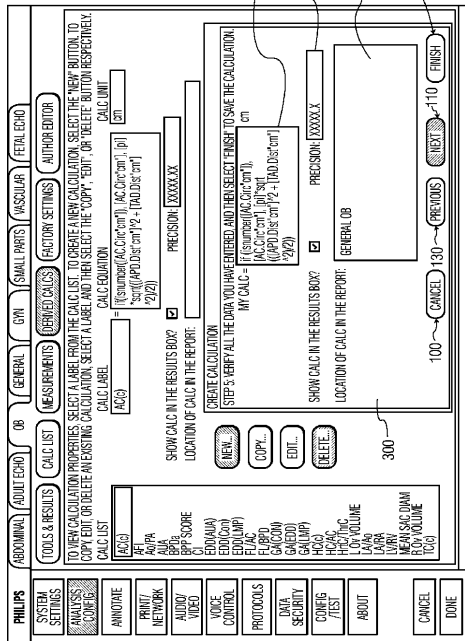 PHILIPS
ABDOMINAL
ADULT ECHO
OB
GENERAL
GYN
SMALL PARTS
VASCULAR
FETAL ECHO
SYSTEM SETTINGS
ANALYSIS CONFIG.
ANNOTATE
PRINT/ NETWORK
AUDIO/ VIDEO
VOICE CONTROL
PROTOCOLS
DATA SECURITY
CONFIG /TEST
ABOUT
CANCEL
DONE
TOOLS & RESULTS
CALC LIST
MEASUREMENTS
DERIVED CALCS
FACTORY SETTINGS
AUTHOR EDITOR
TO VIEW CALCULATION PROPERTIES, SELECT A LABEL FROM THE CALC LIST. TO CREATE A NEW CALCULATION, SELECT THE "NEW" BUTTON. TO
COPY, EDIT, OR DELETE AN EXISTING CALCULATION, SELECT A LABEL AND THEN SELECT THE "COPY", "EDIT", OR "DELETE" BUTTON RESPECTIVELY.
CALC LIST
AC(c)
AFI
Ao/PA
AUA
BPDa
BPP SCORE
CI
EDD(AUA)
EDD(Con)
EDD(LMP)
FL/AC
FL/BPD
GA(CON)
GA(EDD)
GA(LMP)
HC(c)
HC/AC
HrC/ThrC
L Ov VOLUME
LA/Ao
LA/RA
LV/RV
MEAN SAC DIAM
R Ov VOLUME
TC(c)
NEW...
COPY...
EDIT...
DELETE...
CALC LABEL
AC(c)
CALC EQUATION
= if(isnumber([AC.Circ"cm"]), [AC.Circ"cm"], [pi]
*sqrt(([APD.Dist"cm"]^2 + [TAD.Dist"cm"]
^2)/2))
CALC UNIT
cm
SHOW CALC IN THE RESULTS BOX?
PRECISION: XXXXX.XX
LOCATION OF CALC IN THE REPORT:
CREATE CALCULATION
STEP 5: VERIFY ALL THE DATA YOU HAVE ENTERED, AND THEN SELECT "FINISH" TO SAVE THE CALCULATION.
MY CALC = if(isnumber([AC.Circ"cm"]),
[AC.Circ"cm"], [pi]*sqrt
(([APD.Dist"cm"]^2 + [TAD.Dist"cm"]
^2)/2))
cm
SHOW CALC IN THE RESULTS BOX?
PRECISION: XXXXX.X
LOCATION OF CALC IN THE REPORT:
GENERAL OB
CANCEL
PREVIOUS
NEXT
FINISH
100
130
110
300